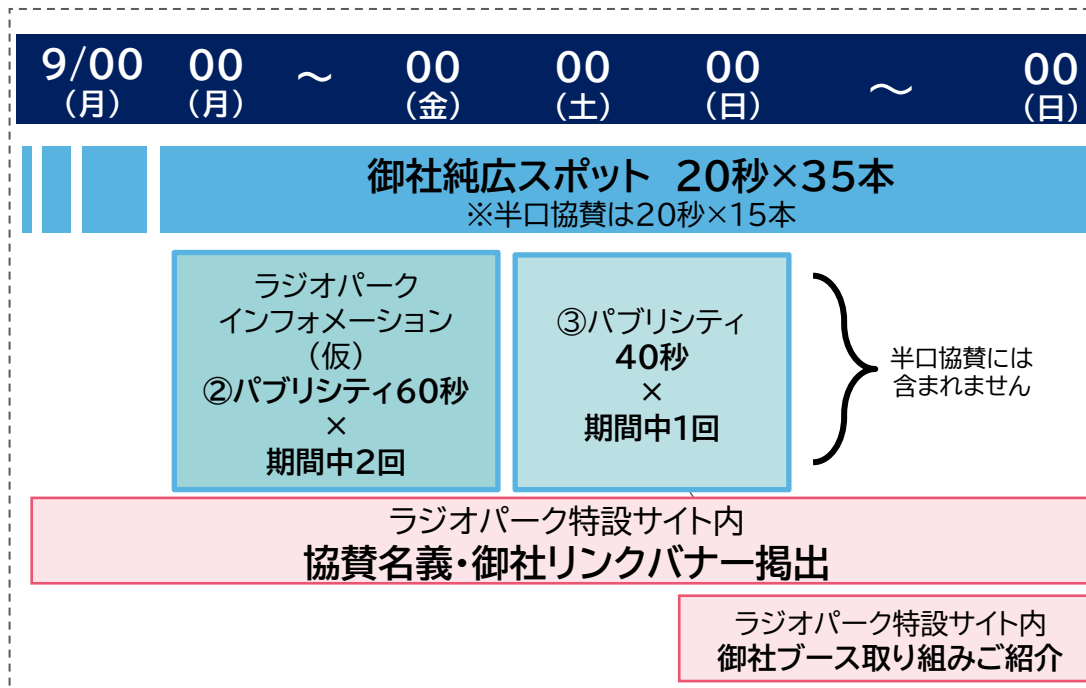 9/00 00 〜 00 00 00 〜 00
(月) (月) (金) (土) (日) (日)
御社純広スポット 20秒×35本
※半口協賛は20秒×15本
ラジオパーク
インフォメーション
(仮)
②パブリシティ60秒
×
期間中2回
③パブリシティ
40秒
×
期間中1回
半口協賛には
含まれません
ラジオパーク特設サイト内
協賛名義・御社リンクバナー掲出
ラジオパーク特設サイト内
御社ブース取り組みご紹介